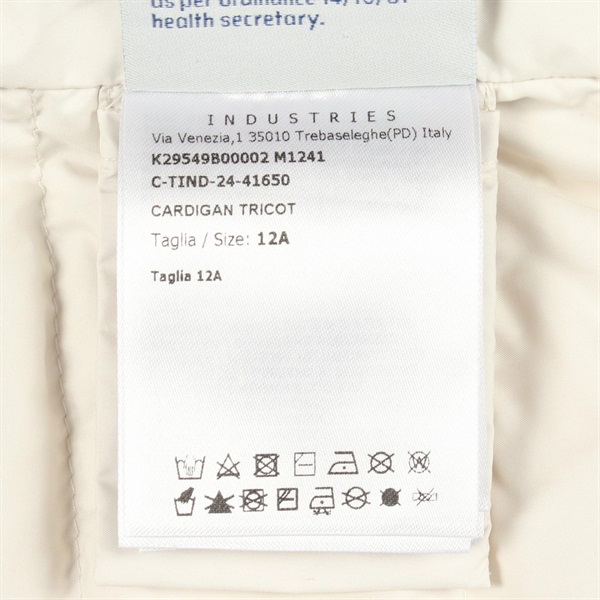 as per ordinance 14/10/81
health secretary.
INDUSTRIES
Via Venezia,1 35010 Trebaseleghe(PD) Italy
K29549B00002 M1241
C-TIND-24-41650
CARDIGAN TRICOT
Taglia / Size: 12A
Taglia 12A